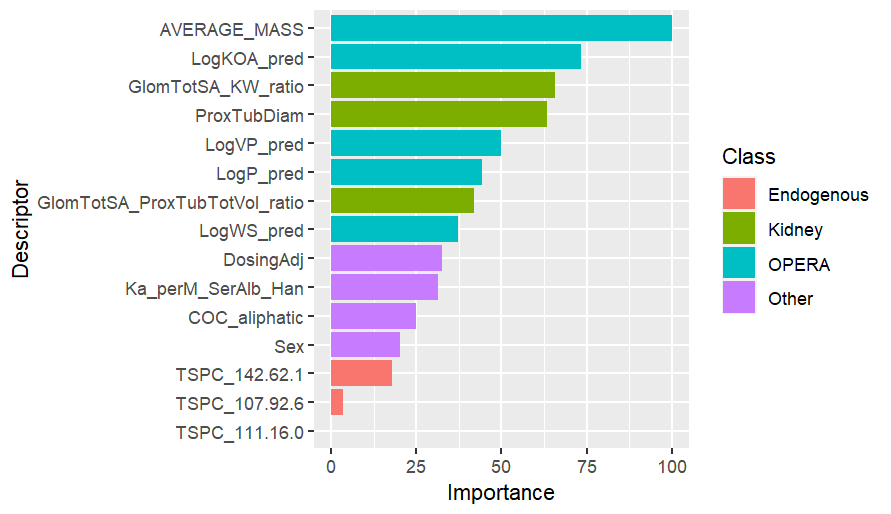 AVERAGE_MASS
LogKOA_pred
GlomTotSA_KW_ratio
ProxTubDiam
LogVP_pred
LogP_pred
GlomTotSA_ProxTubTotVol_ratio
LogWS_pred
DosingAdj
Ka_perM_SerAlb_Han
COC_aliphatic
Sex
TSPC_142.62.1
TSPC_107.92.6
TSPC_111.16.0
Descriptor
0 25 50 75 100
Importance
Class
Endogenous
Kidney
OPERA
Other